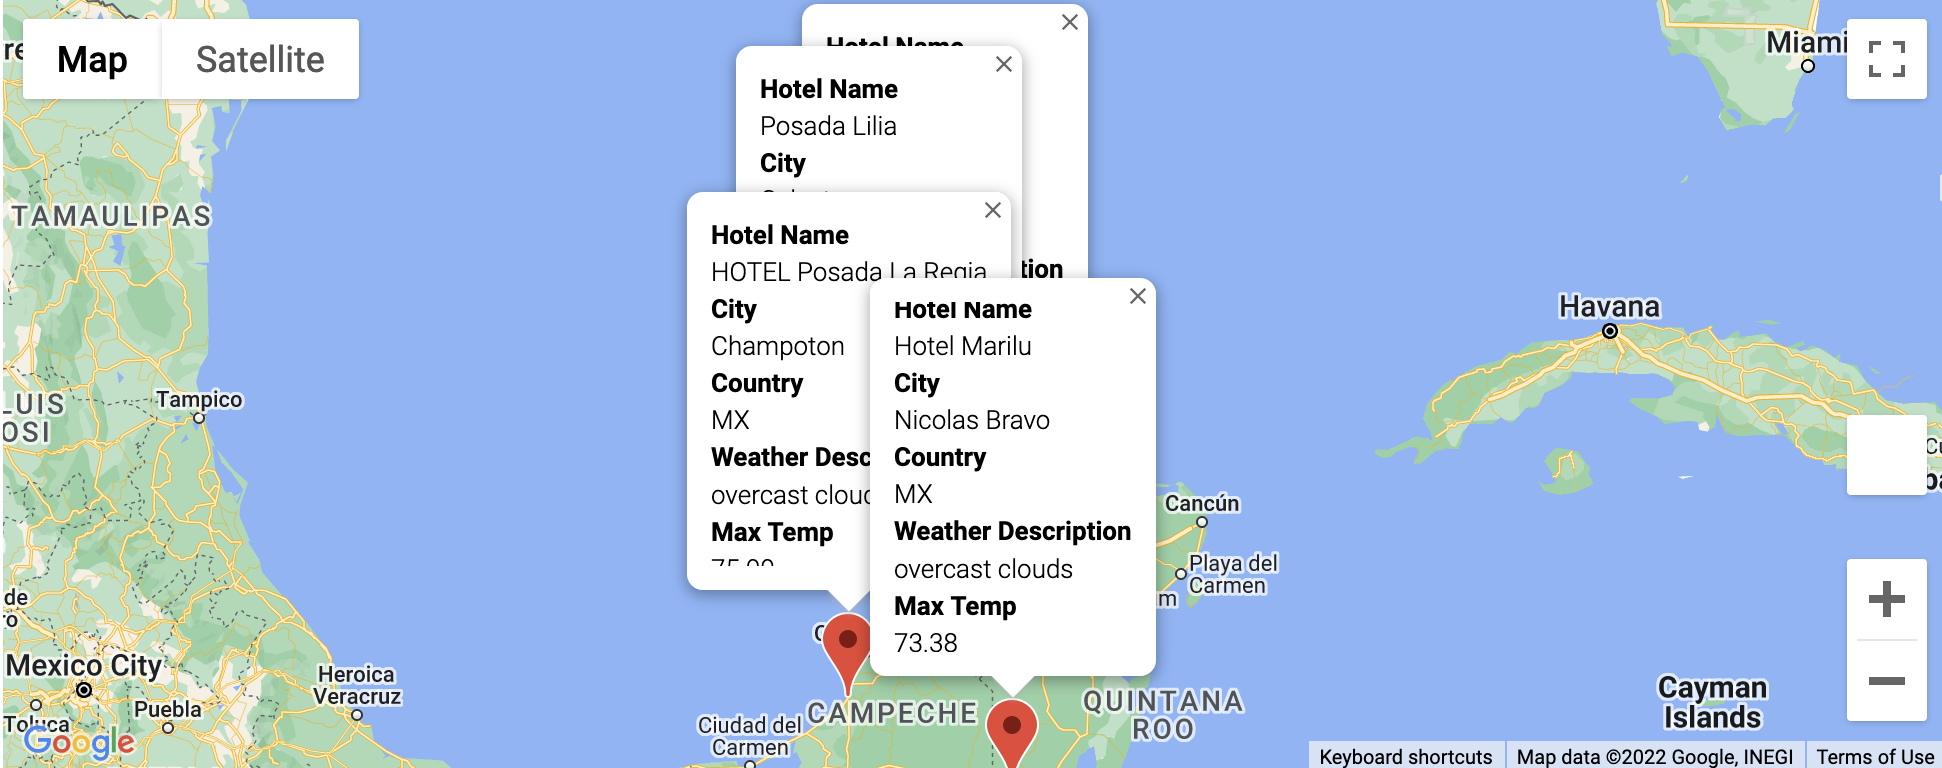 Map
Satellite
Miami
Hotel Name
Hotel Name
Posada Lilia
City
TAMAULIPAS
Hotel Name
HOTEL Posada La Regia
City
Champoton
Country
MX
Weather Desc
overcast clouds
Max Temp
tion
Hotel Name
Hotel Marilu
City
Nicolas Bravo
Country
MX
Weather Description
overcast clouds
Max Temp
73.38
Havana
LUIS
OSI
Tampico
Cancún
Playa del
Carmen
m
de
Mexico City
Toluca
Puebla
Heroica
Veracruz
Ciudad del
Carmen
CAMPECHE
QUINTANA
ROO
Cayman
Islands
Google
Keyboard shortcuts
Map data ©2022 Google, INEGI
Terms of Use